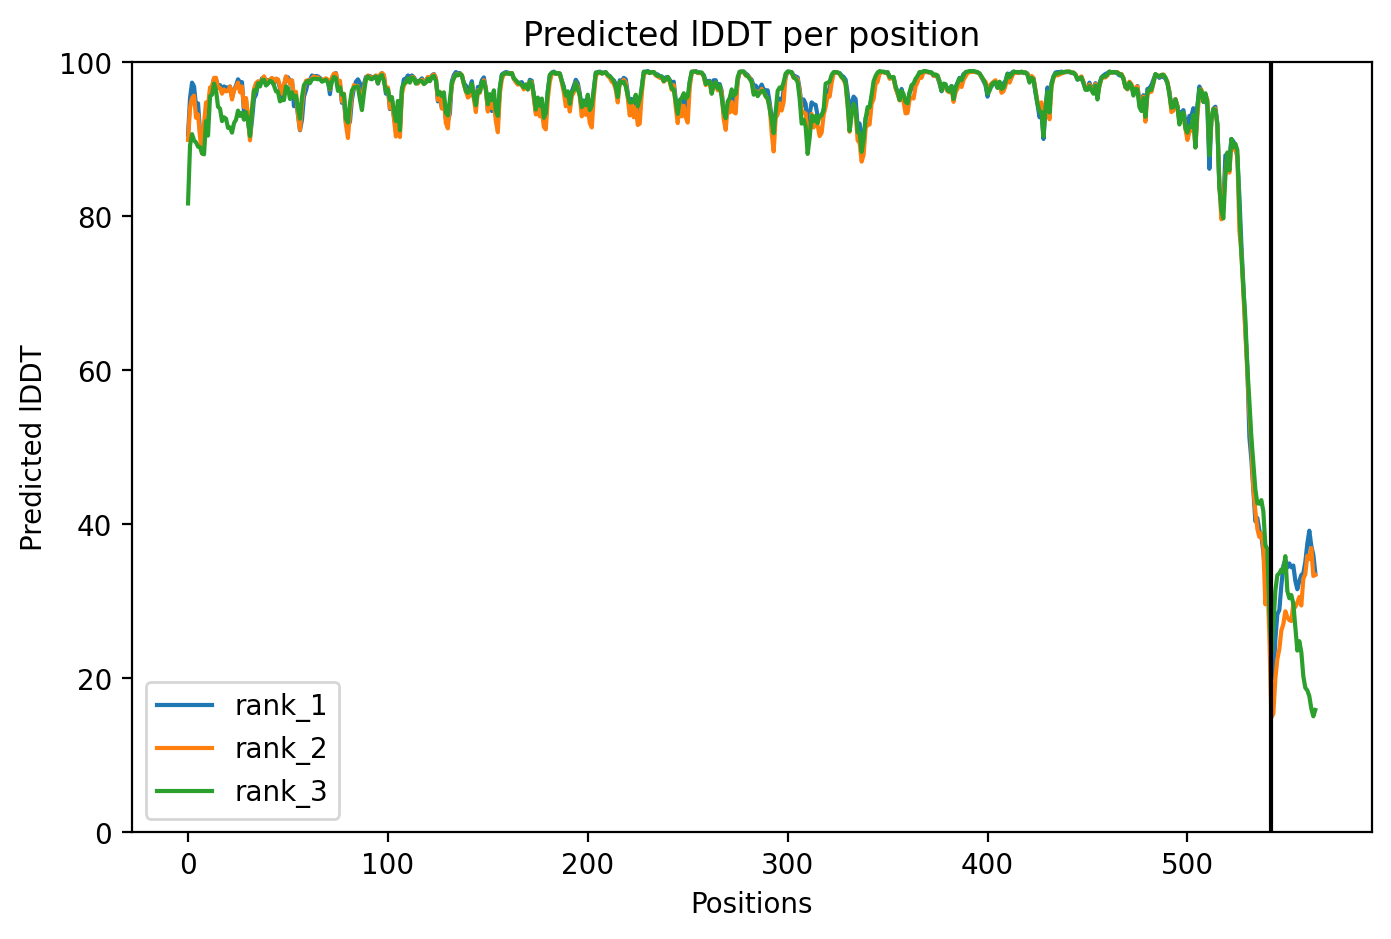 Predicted lDDT per position
Predicted lDDT
100
80
60
40
20
0
rank_1
rank_2
rank_3
0 100 200 300 400 500
Positions